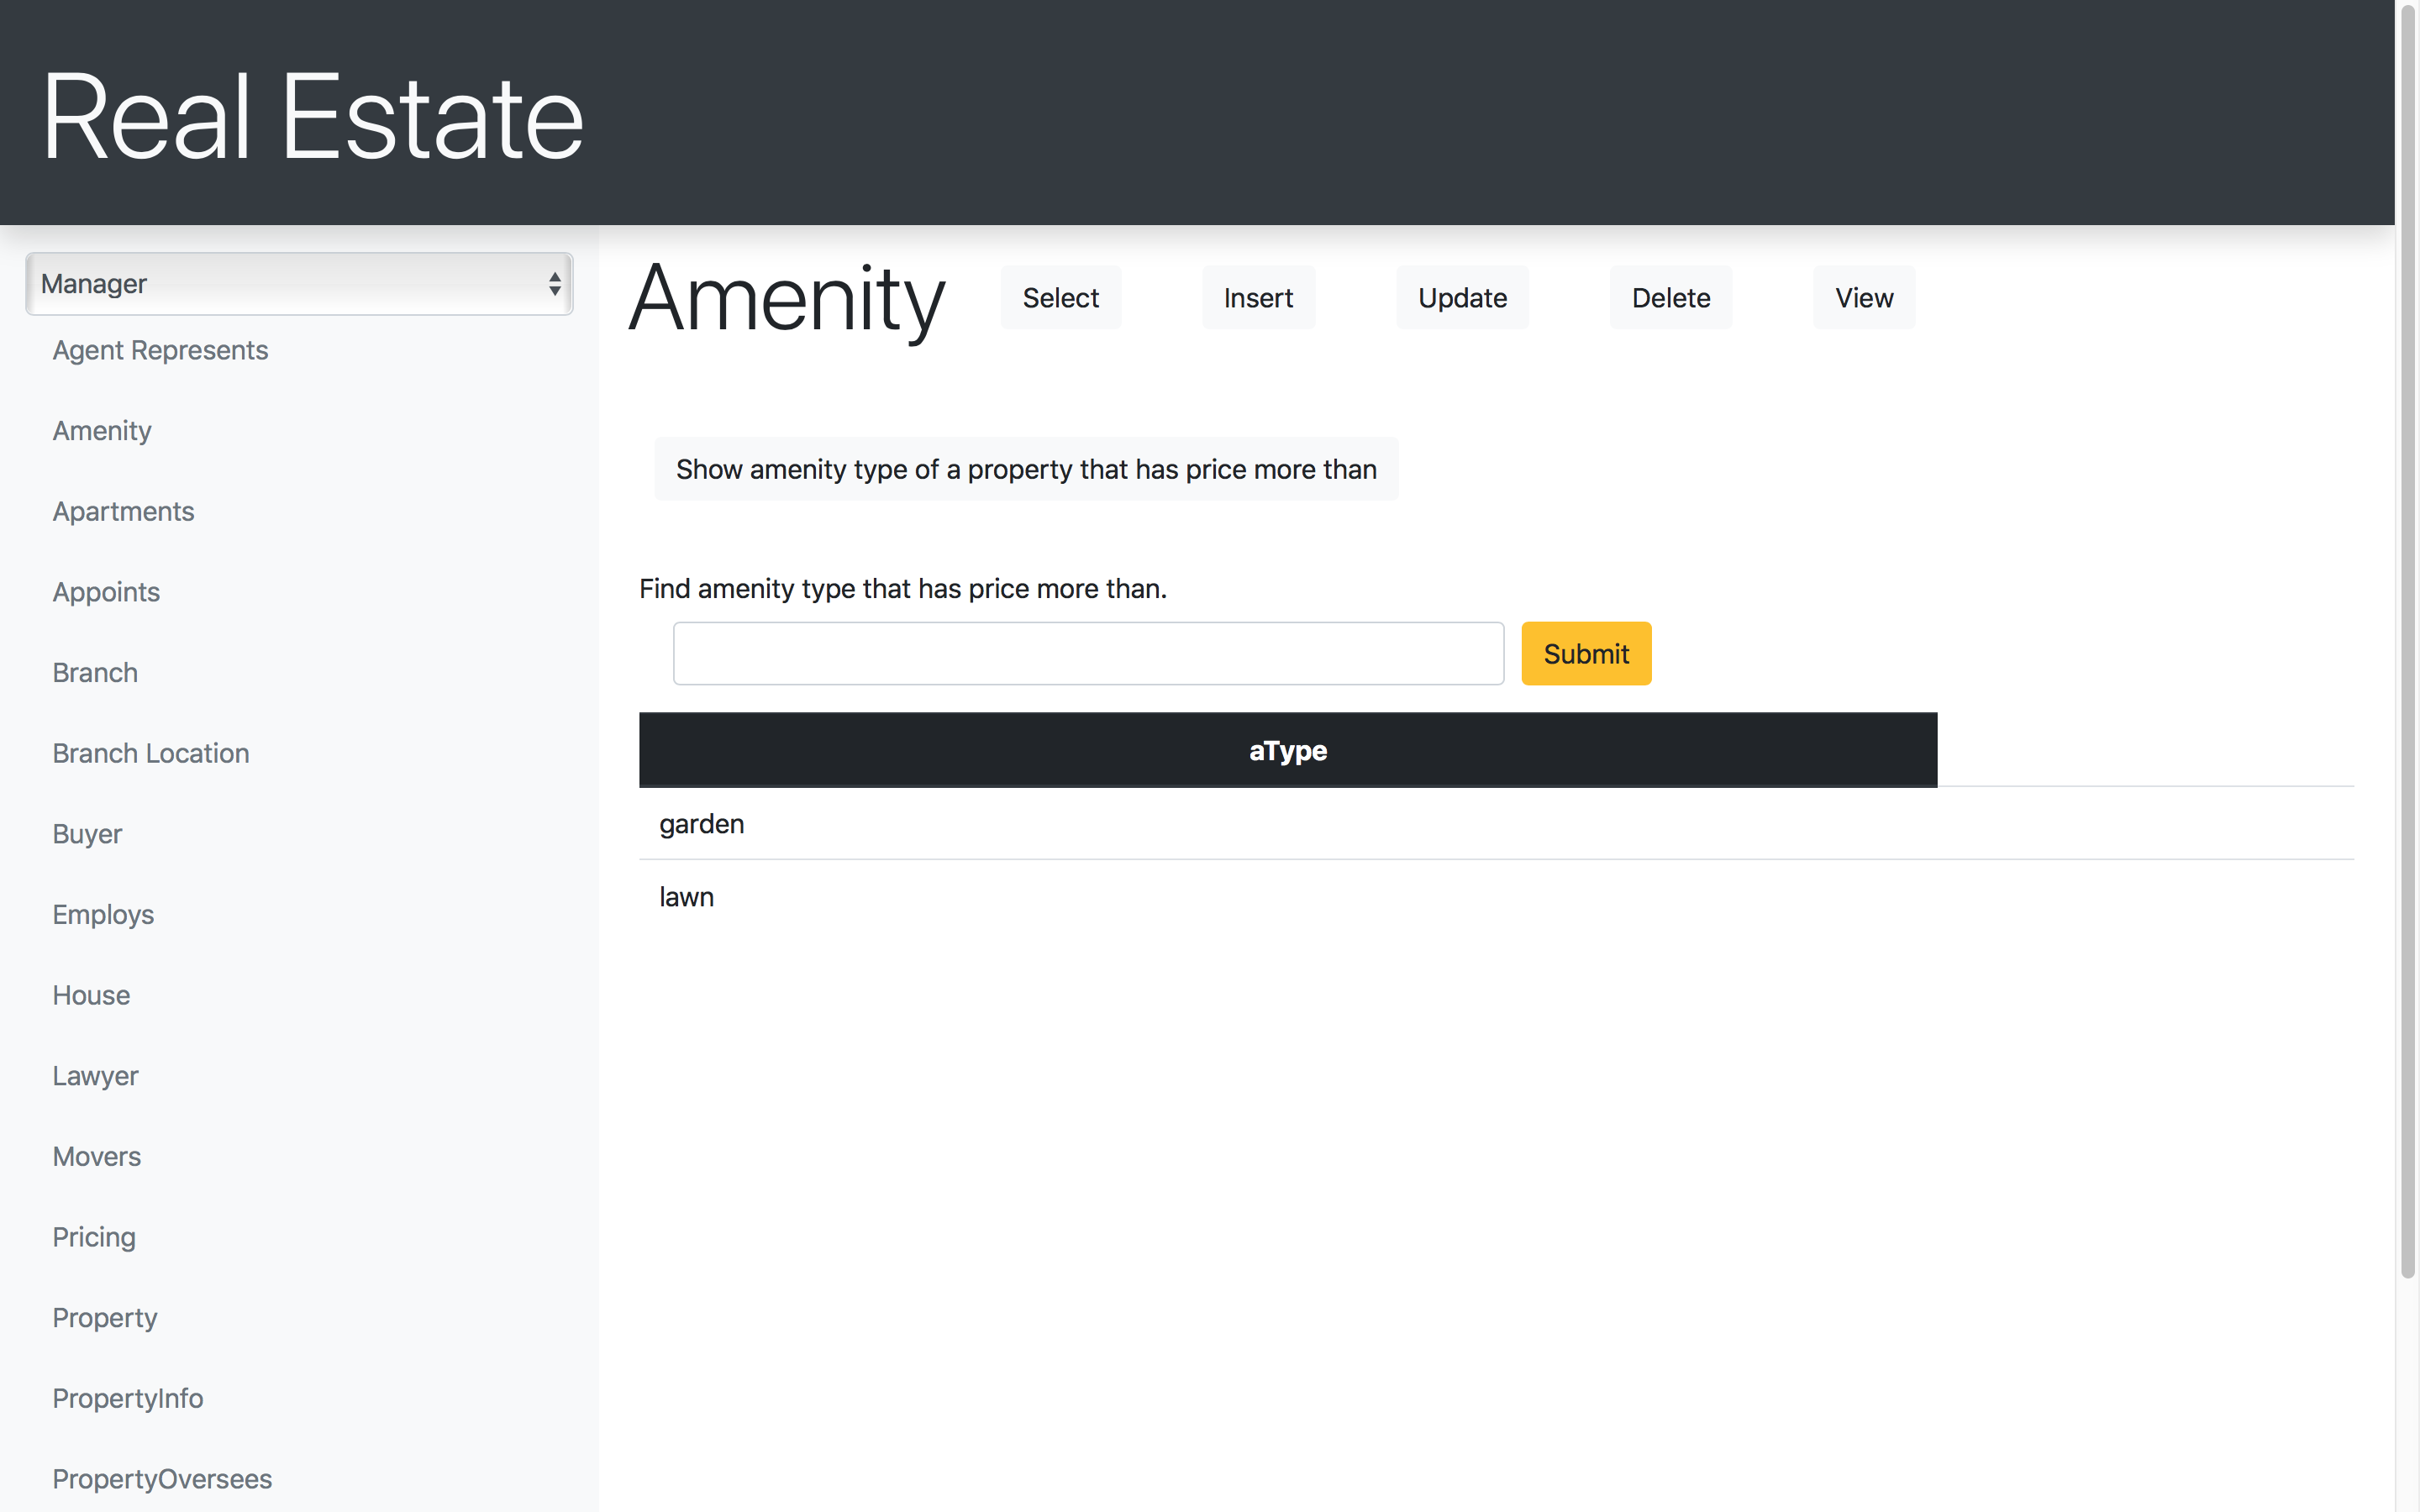 Real Estate
Manager
Agent Represents
Amenity
Apartments
Appoints
Branch
Branch Location
Buyer
Employs
House
Lawyer
Movers
Pricing
Property
PropertyInfo
PropertyOversees
Amenity Select Insert Update Delete View
Show amenity type of a property that has price more than
Find amenity type that has price more than.
Submit
aType
garden
lawn